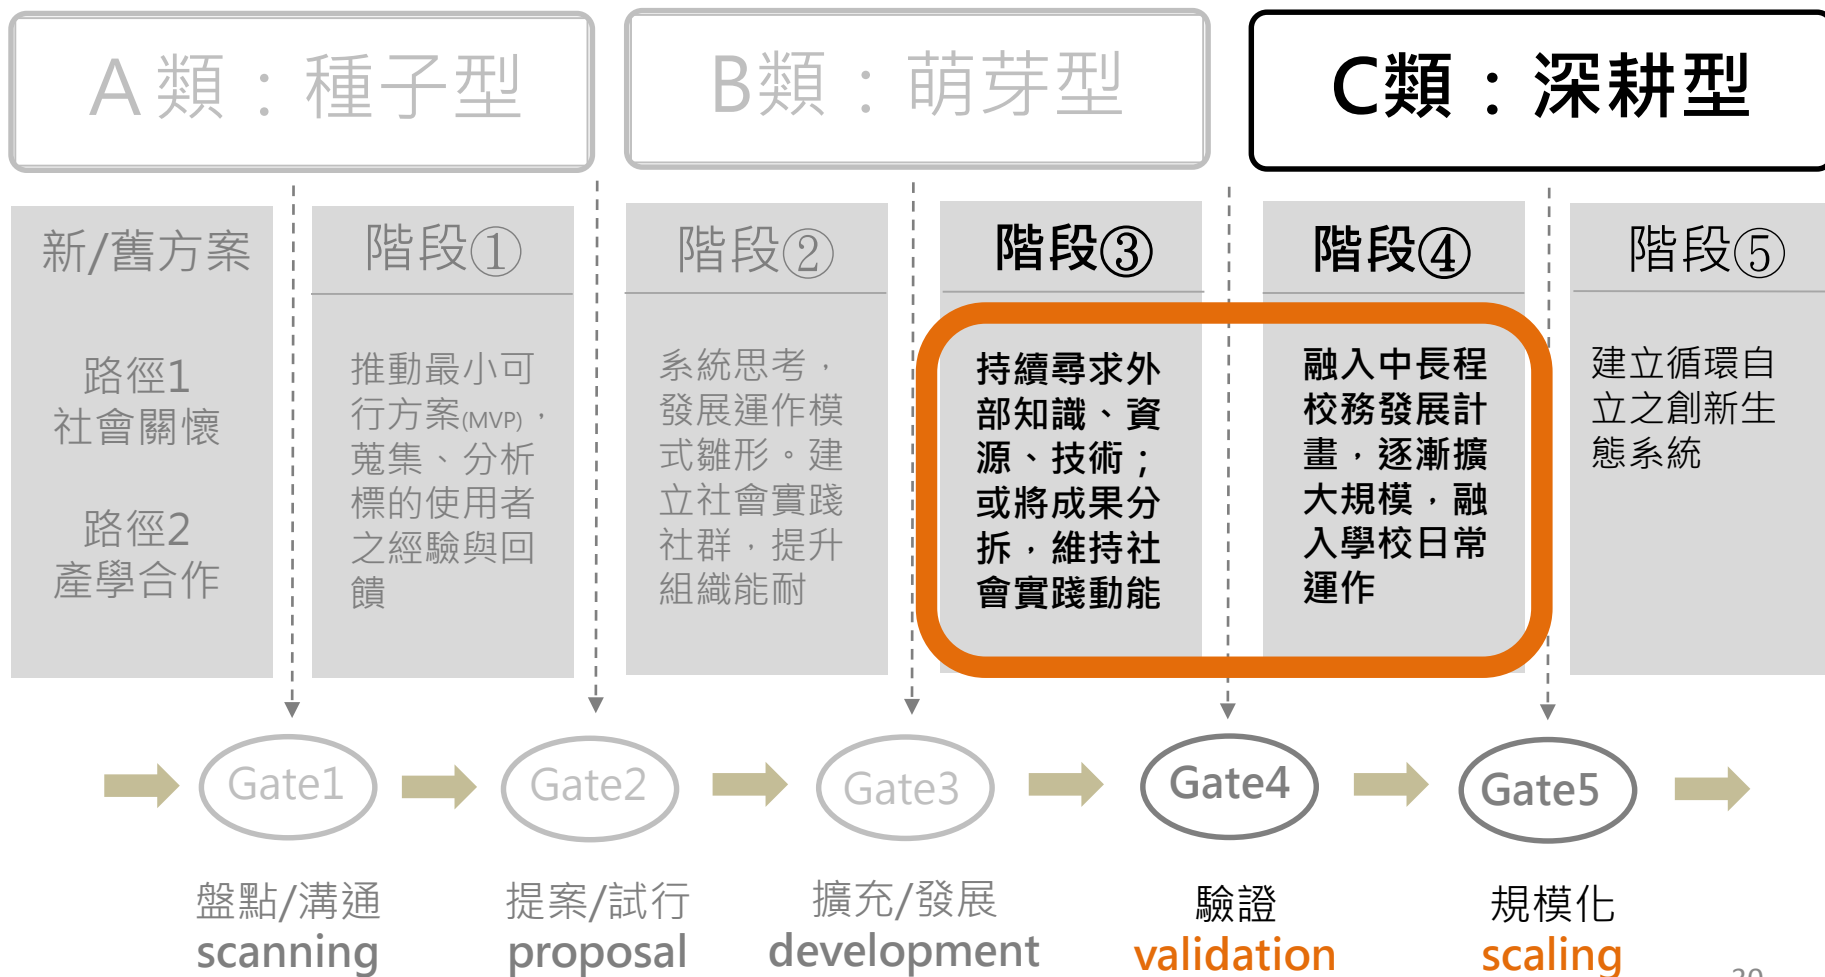 A類：種子型
B類：萌芽型
C類：深耕型
新/舊方案
路徑1
社會關懷
路徑2
產學合作
階段①
推動最小可
行方案(MVP)，
蒐集、分析
標的使用者
之經驗與回
饋
階段②
系統思考，
發展運作模
式雛形。建
立社會實踐
社群，提升
組織能耐
階段③
持續尋求外
部知識、資
源、技術；
或將成果分
拆，維持社
會實踐動能
階段④
融入中長程
校務發展計
畫，逐漸擴
大規模，融
入學校日常
運作
階段⑤
建立循環自
立之創新生
態系統
Gate1
Gate2
Gate3
Gate4
Gate5
盤點/溝通
scanning
提案/試行
proposal
擴充/發展
development
驗證
validation
規模化
scaling